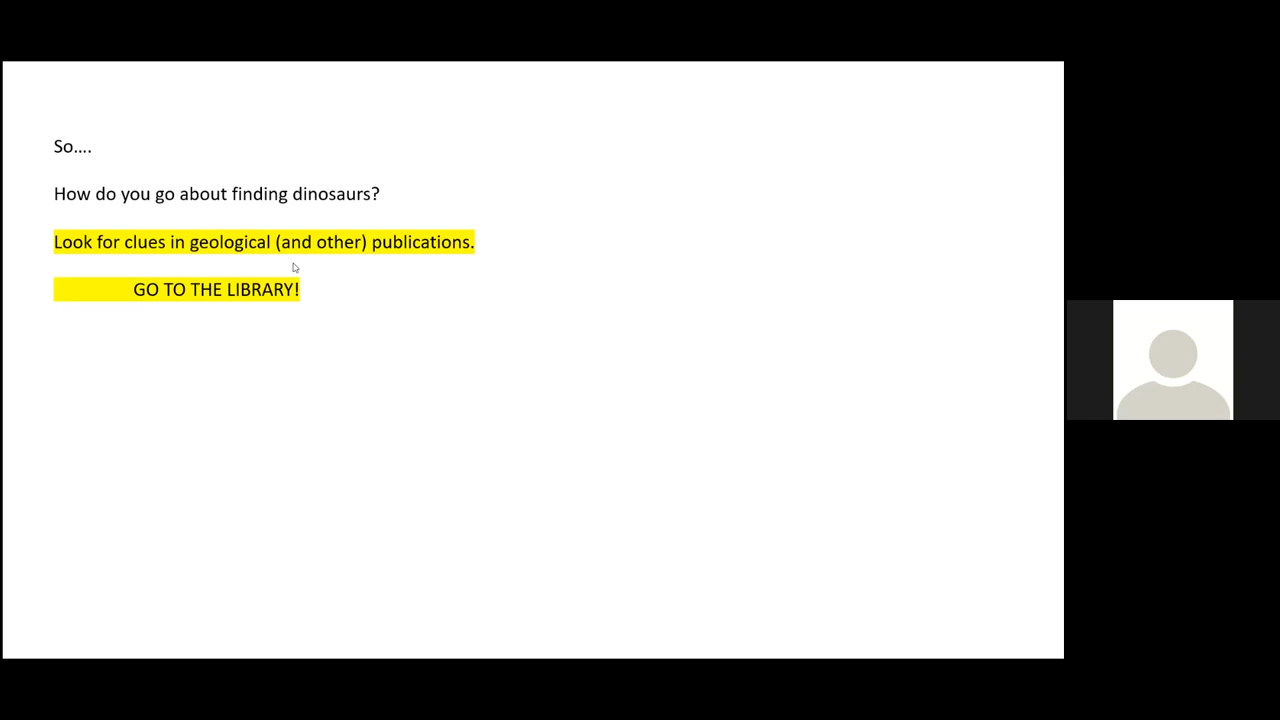 So....
How do you go about finding dinosaurs?
Look for clues in geological (and other) publications.
GO TO THE LIBRARY!